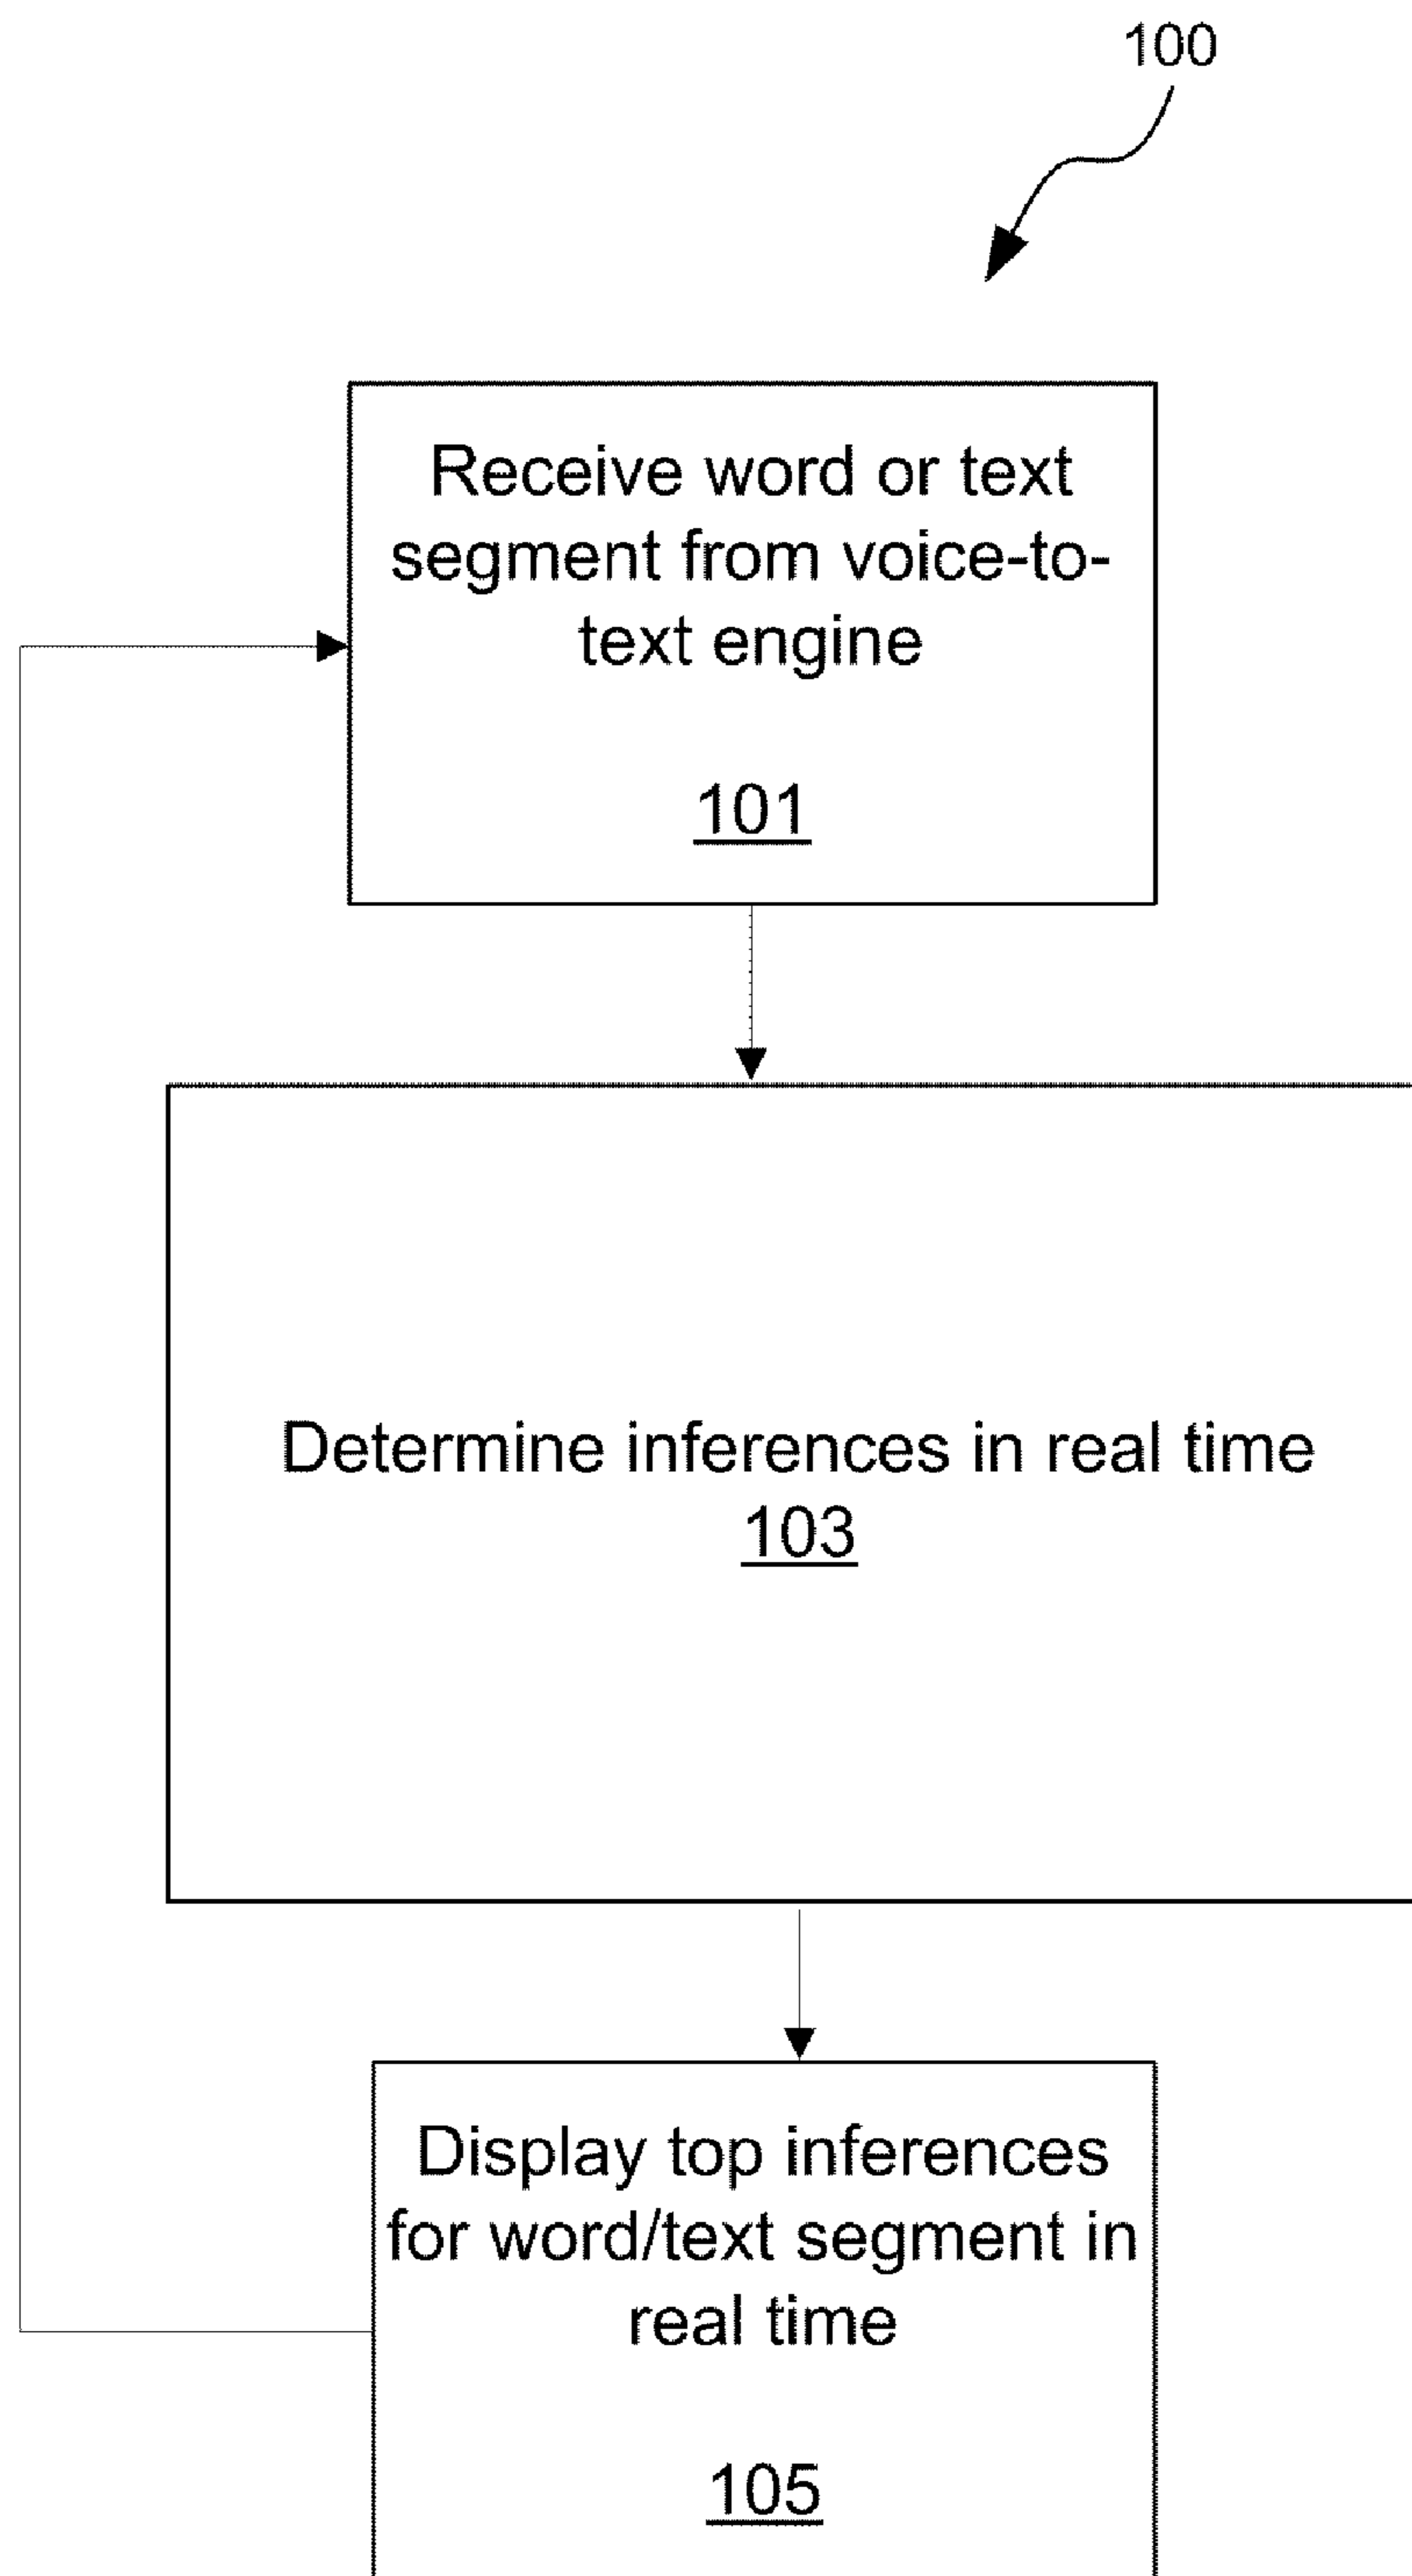 100
Receive word or text
segment from voice-to-
text engine
101
Determine inferences in real time
103
Display top inferences
for word/text segment in
real time
105